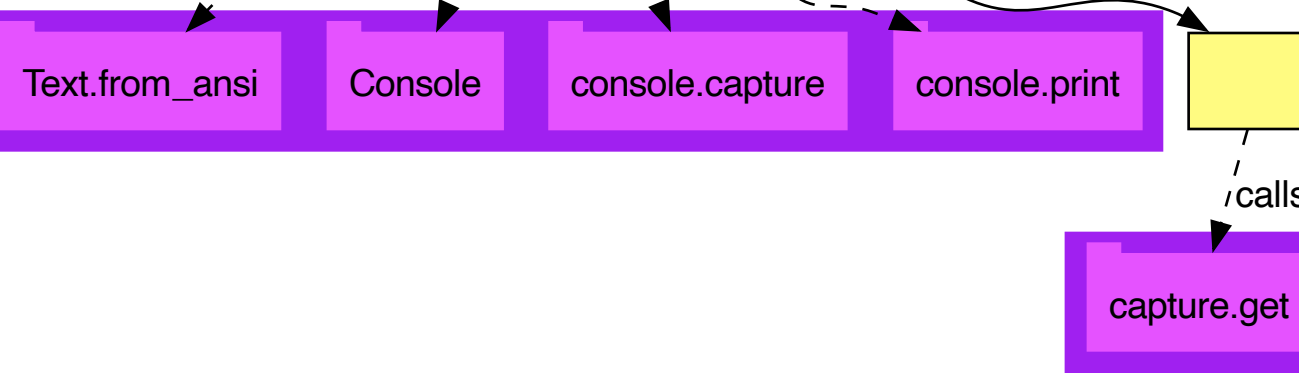 Text.from_ansi
Console
console.capture
console.print
calls
capture.get